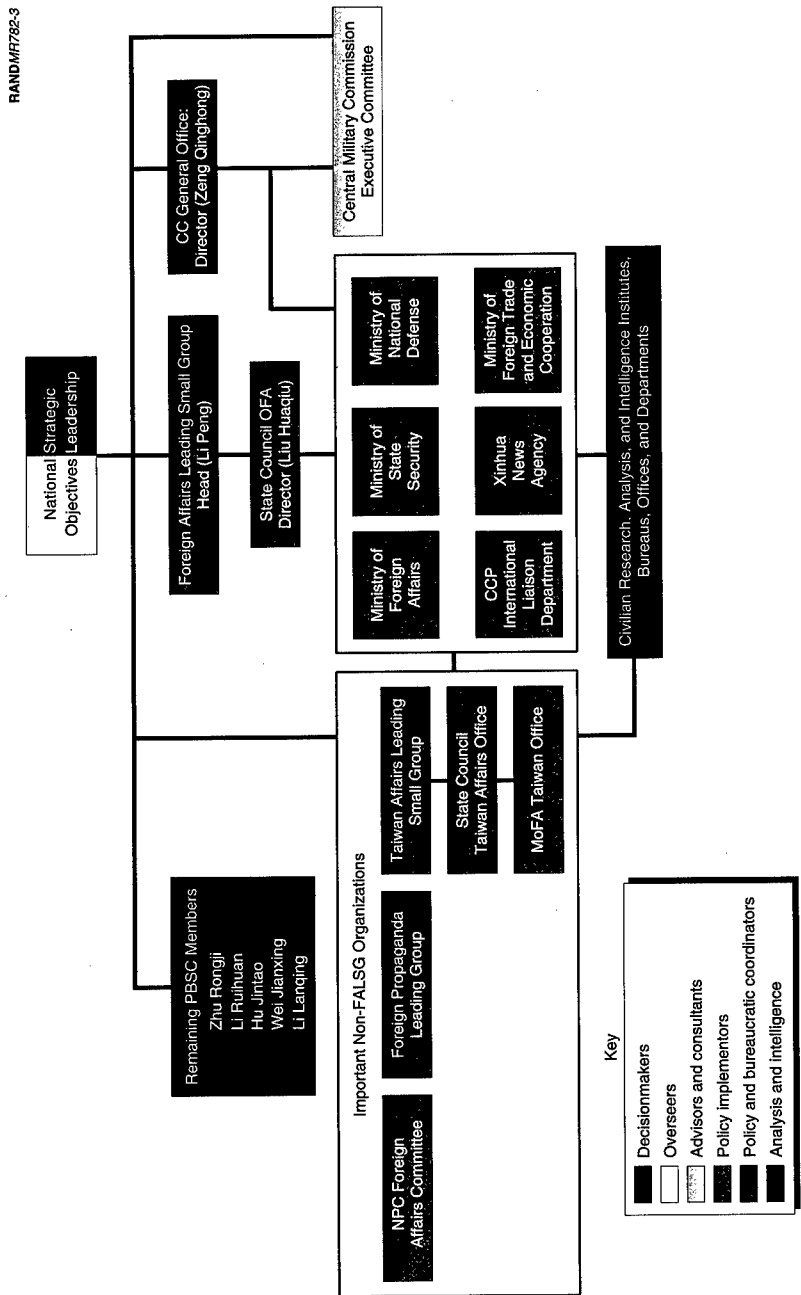 RANDMR782-3
National Strategic
Objectives Leadership
Remaining PBSC Members
Zhu Rongji
Li Ruihuan
Hu Jintao
Wei Jianxing
Li Lanqing
Foreign Affairs Leading Small Group
Head (Li Peng)
CC General Office:
Director (Zeng Qinghong)
State Council OFA
Director (Liu Huaqiu)
Central Military Commission
Executive Committee
Important Non-FALSG Organizations
NPC Foreign
Affairs Committee
Foreign Propaganda
Leading Group
Taiwan Affairs Leading
Small Group
State Council
Taiwan Affairs Office
MoFA Taiwan Office
Ministry of
Foreign
Affairs
Ministry of
State
Security
Ministry of
National
Defense
CCP
International
Liaison
Department
Xinhua
News
Agency
Ministry of
Foreign Trade
and Economic
Cooperation
Civilian Research, Analysis, and Intelligence Institutes,
Bureaus, Offices, and Departments
Key
Decisionmakers
Overseers
Advisors and consultants
Policy implementors
Policy and bureaucratic coordinators
Analysis and intelligence